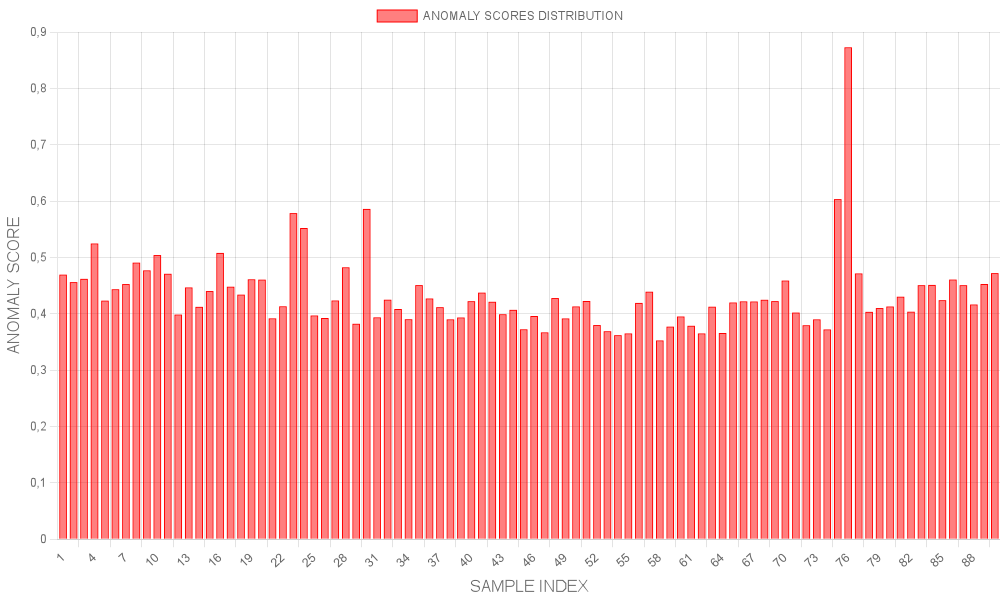 ANOMALY SCORES DISTRIBUTION
0,9
0,8
0,7
0,6
0,5
0,4
0,3
0,2
0,1
0
ANOMALY SCORE
1 4 7 10 13 16 19 22 25 28 31 34 37 40 43 46 49 52 55 58 61 64 67 70 73 76 79 82 85 88
SAMPLE INDEX